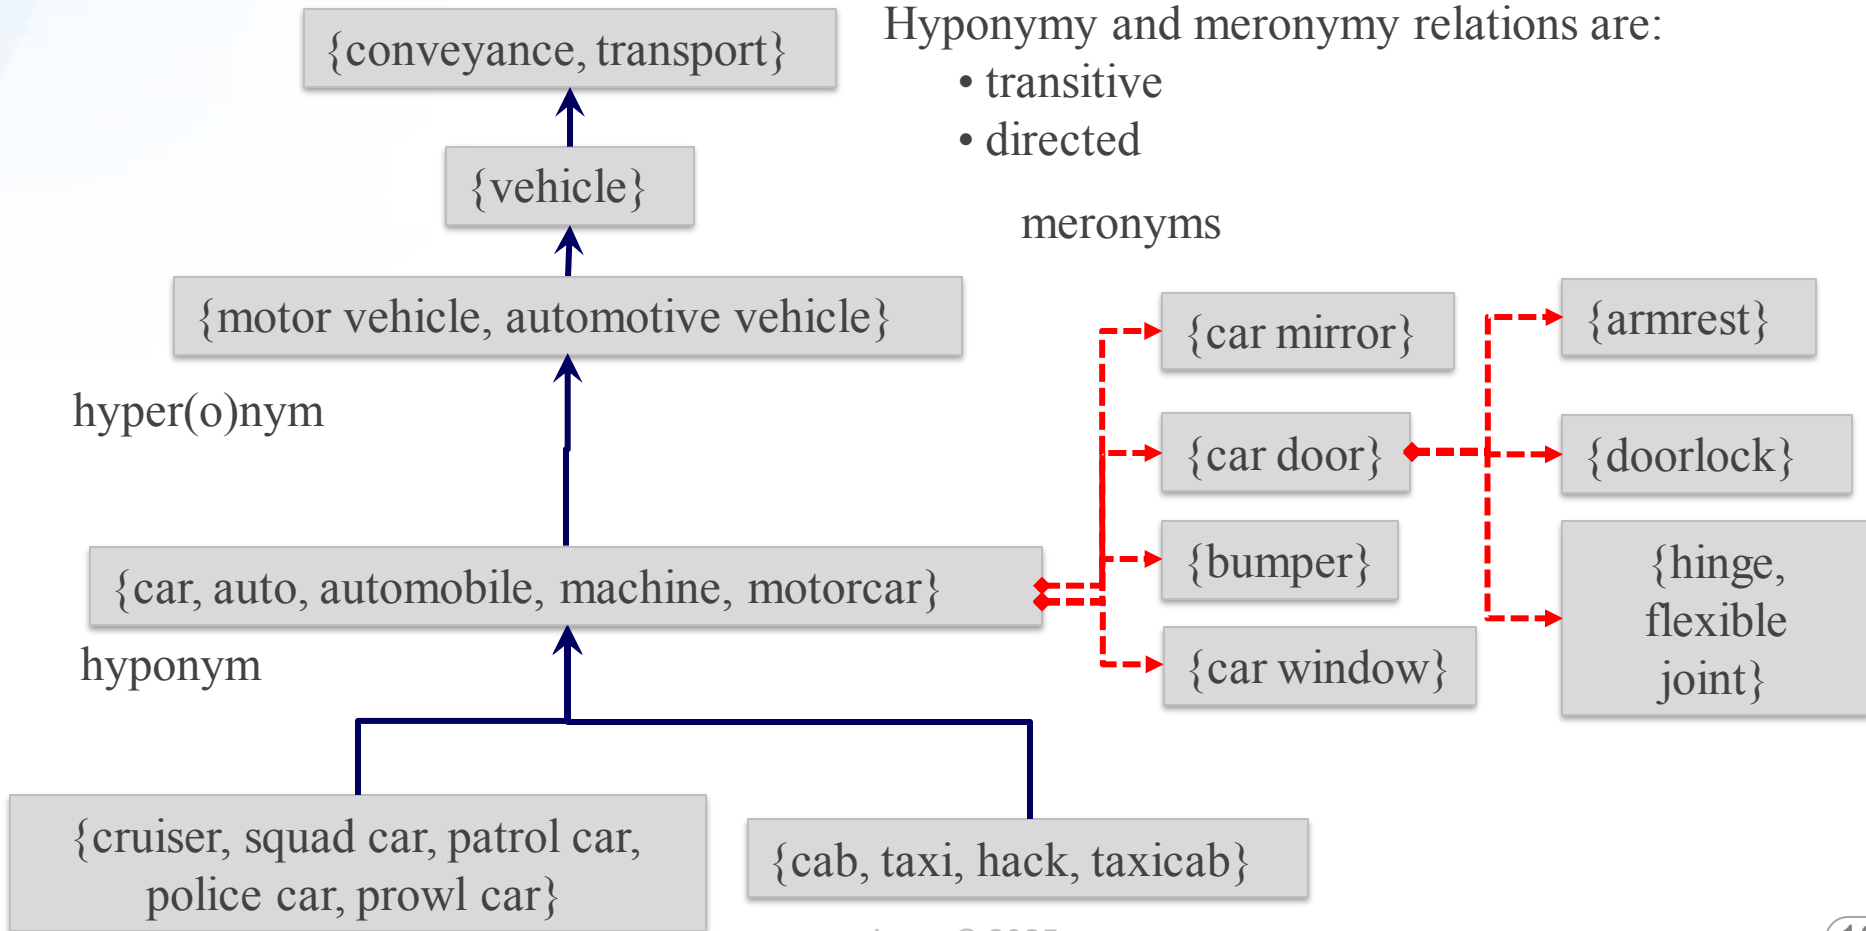 {conveyance, transport}
Hyponymy and meronymy relations are:
• transitive
• directed
{vehicle}
meronyms
{motor vehicle, automotive vehicle}
{car mirror}
{armrest}
hyper(o)nym
{car door}
{doorlock}
{car, auto, automobile, machine, motorcar}
{bumper}
{hinge,
flexible
joint}
hyponym
{car window}
{cruiser, squad car, patrol car,
police car, prowl car}
{cab, taxi, hack, taxicab}